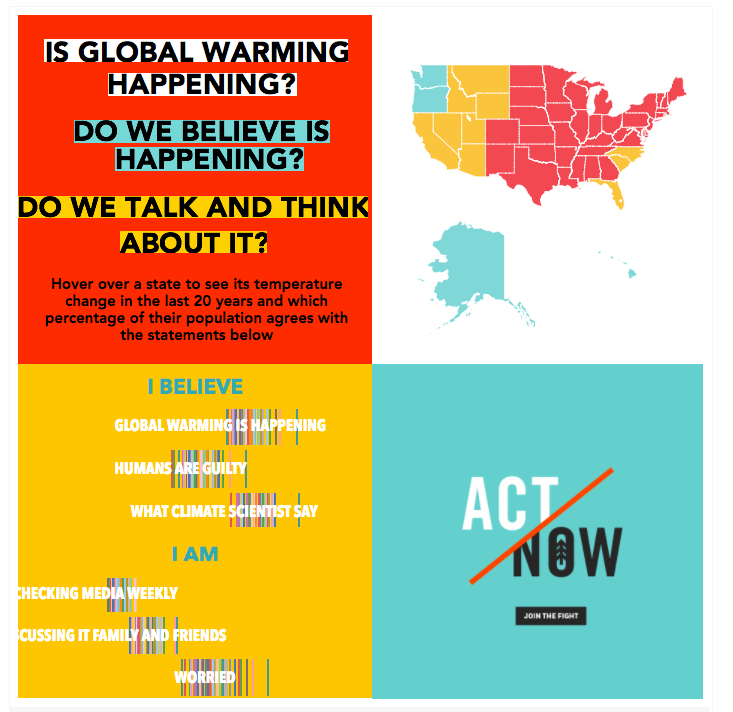 IS GLOBAL WARMING
HAPPENING?
DO WE BELIEVE IS
HAPPENING?
DO WE TALK AND THINK
ABOUT IT?
Hover over a state to see its temperature
change in the last 20 years and which
percentage of their population agrees with
the statements below
I BELIEVE
GLOBAL WARMING IS HAPPENING
HUMANS ARE GUILTY
WHAT CLIMATE SCIENTIST SAY
I AM
CHECKING MEDIA WEEKLY
SCUSSING IT FAMILY AND FRIENDS
WORRIED
ACT
NOW
JOIN THE FIGHT